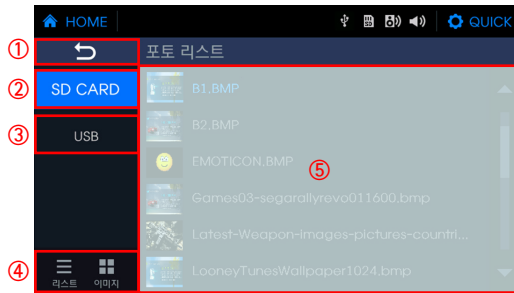 HOME
QUICK
①
포토 리스트
②
SD CARD
B1.BMP
③
USB
B2.BMP
EMOTICON.BMP
⑤
Games03-segarallyrevo011600.bmp
Latest-Weapon-images-pictures-countri...
④
리스트 이미지
LooneyTunesWallpaper1024.bmp